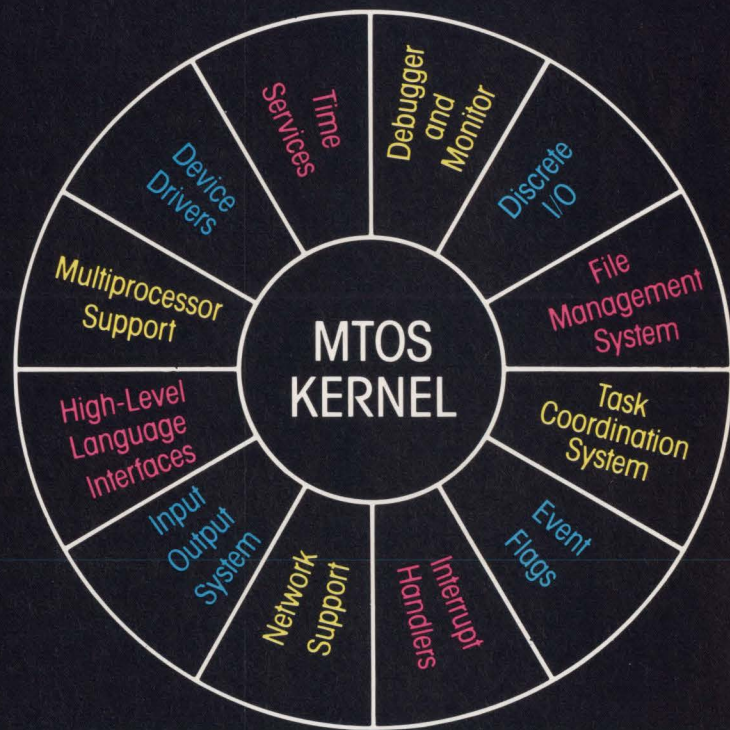 Time
Services
Debugger
and
Monitor
Discrete
I/O
File
Management
System
Task
Coordination
System
Event
Flags
Interrupt
Handlers
Network
Support
Input
Output
System
High-Level
Language
Interfaces
Multiprocessor
Support
Device
Drivers
MTOS
KERNEL